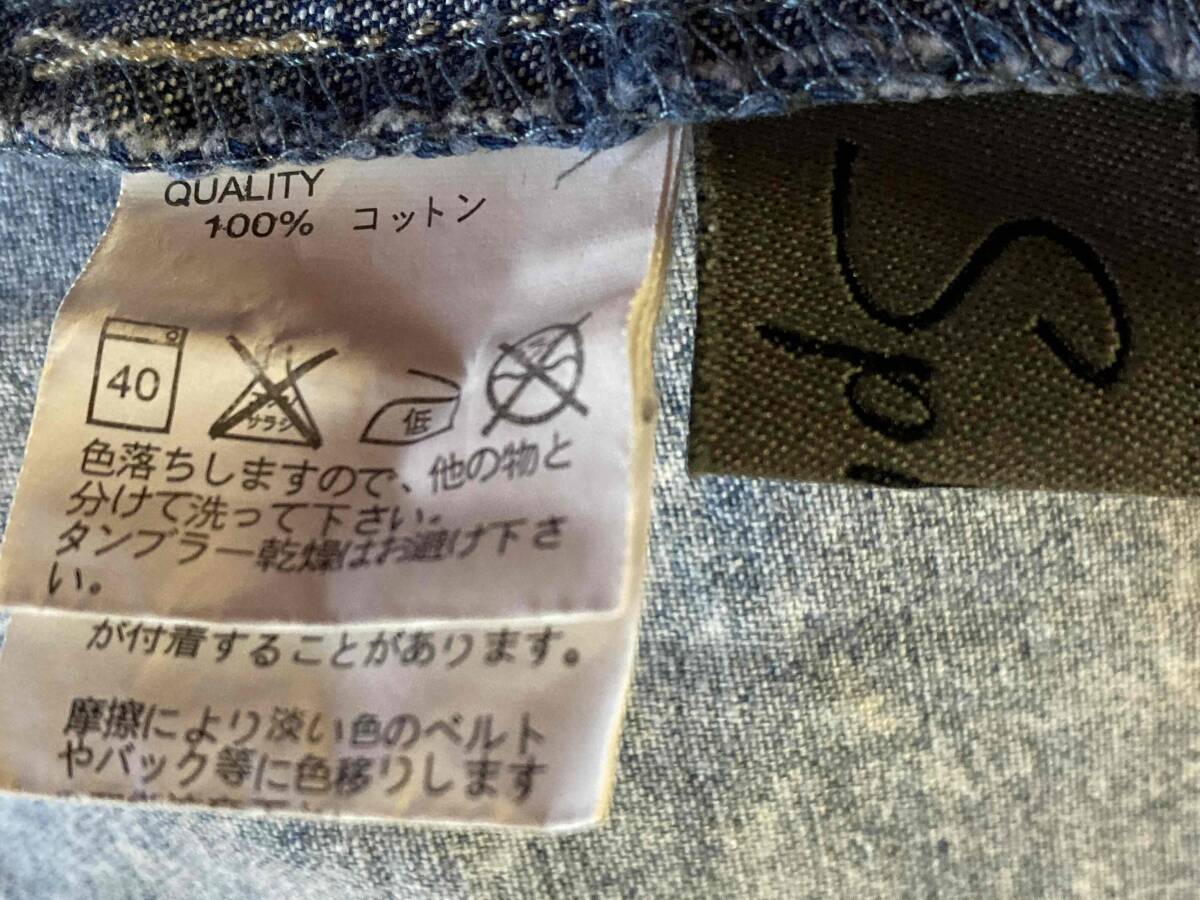 QUALITY
100% コットン
40
エンソ
サラシ
低
色落ちしますので、他の物と
分けて洗って下さい。
タンブラー乾燥はお避け下さ
い。
が付着することがあります。
摩擦により淡い色のベルト
やバック等に色移りします